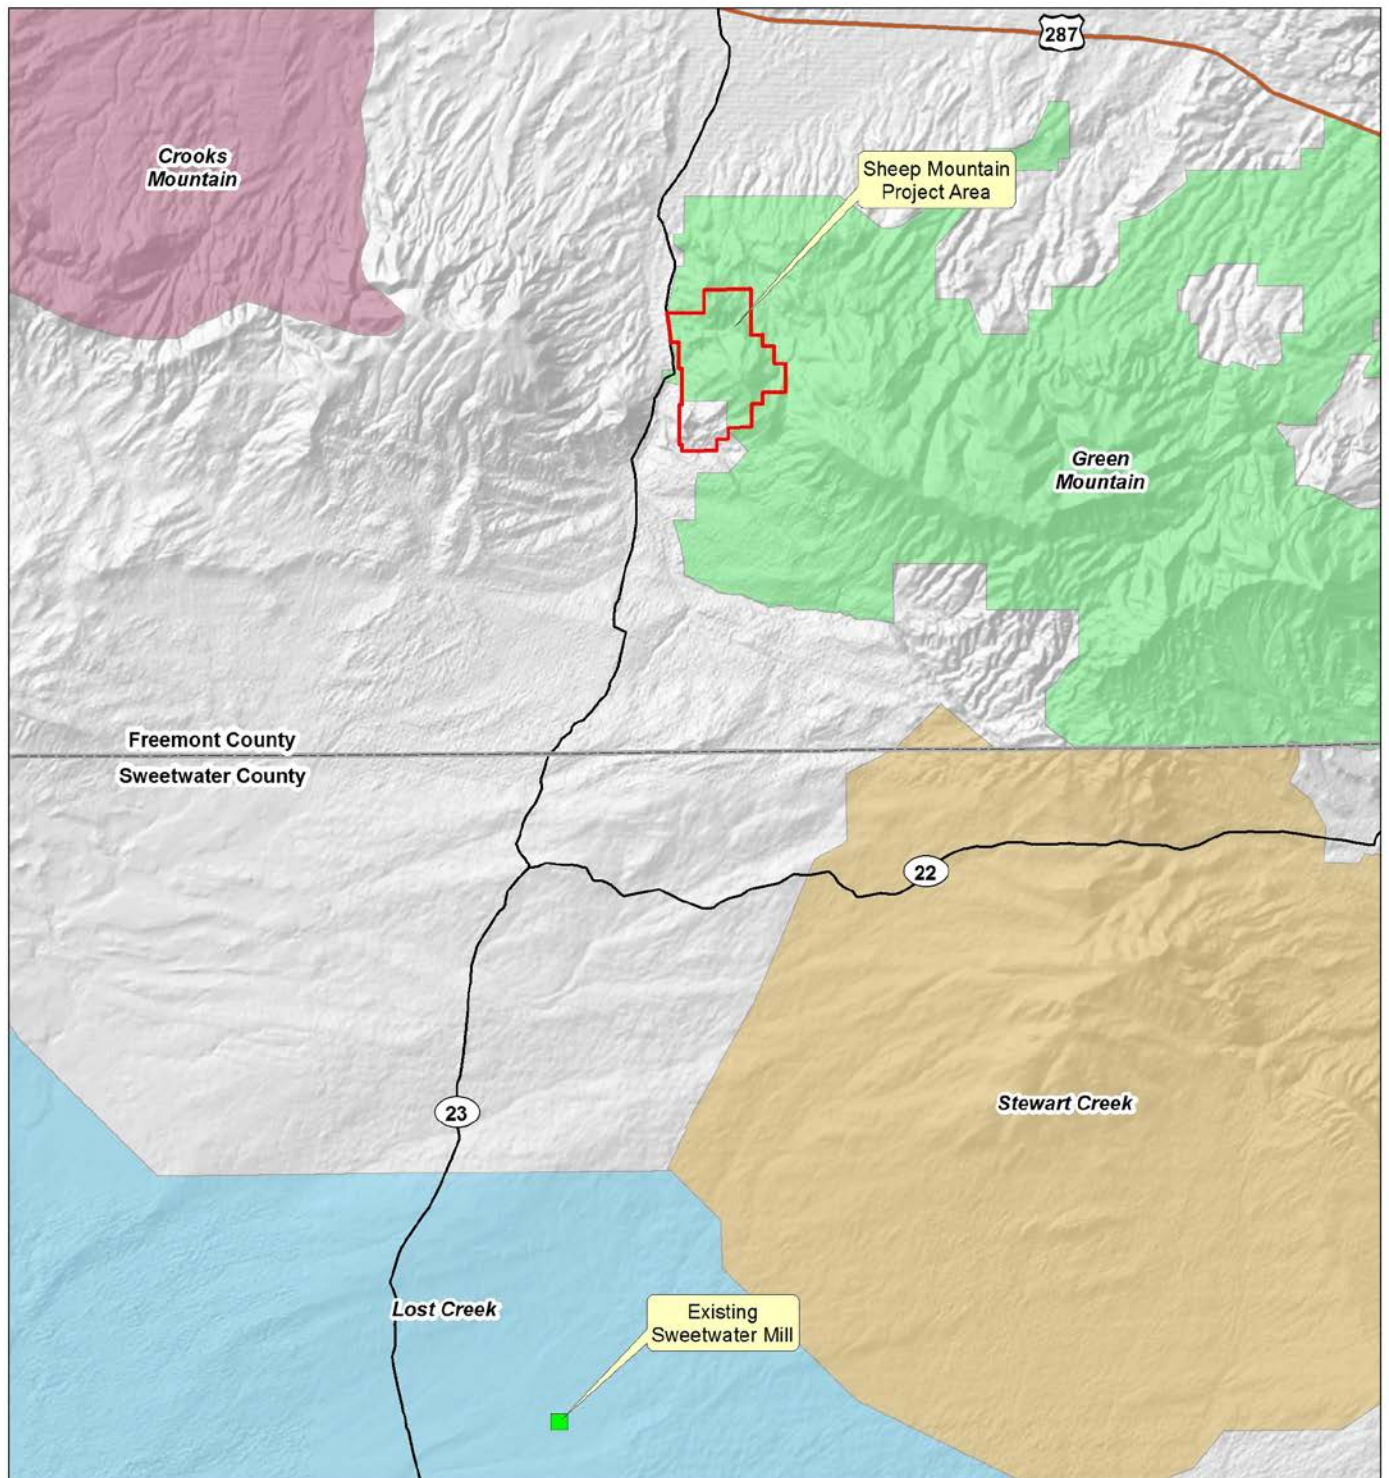 287
Crooks
Mountain
Sheep Mountain
Project Area
Green
Mountain
Freemont County
Sweetwater County
22
23
Stewart Creek
Lost Creek
Existing
Sweetwater Mill